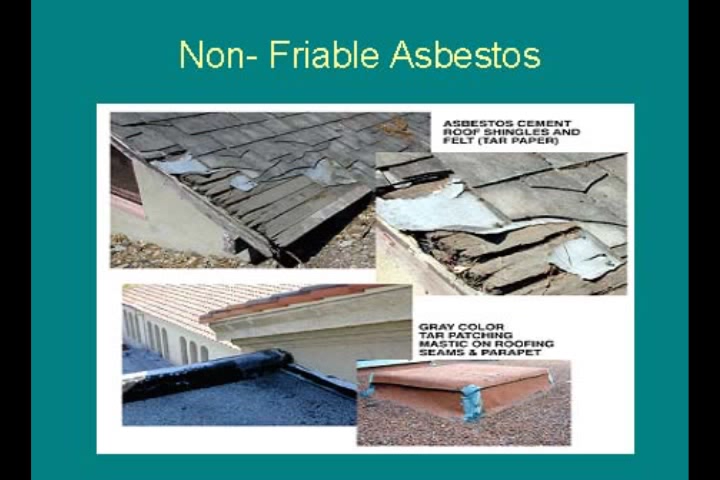 Non- Friable Asbestos
ASBESTOS CEMENT
ROOF SHINGLES AND
FELT (TAR PAPER)
GRAY COLOR
TAR PATCHING
MASTIC ON ROOFING
SEAMS & PARAPET